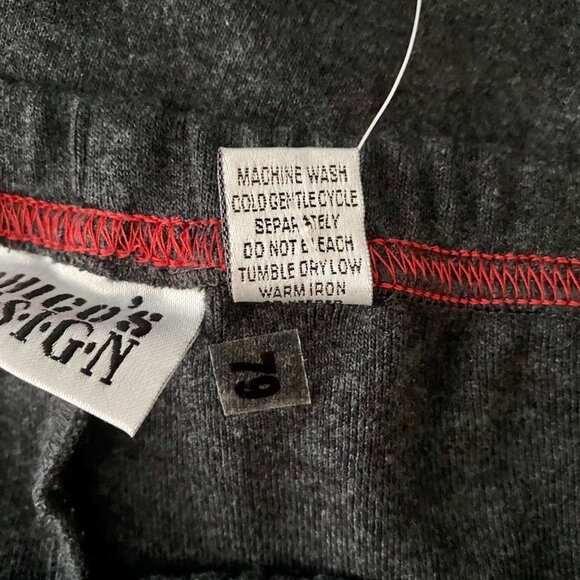 MACHINE WASH
COLD GENTLE CYCLE
SEPARATELY
DO NOT BLEACH
TUMBLE DRY LOW
WARM IRON
79